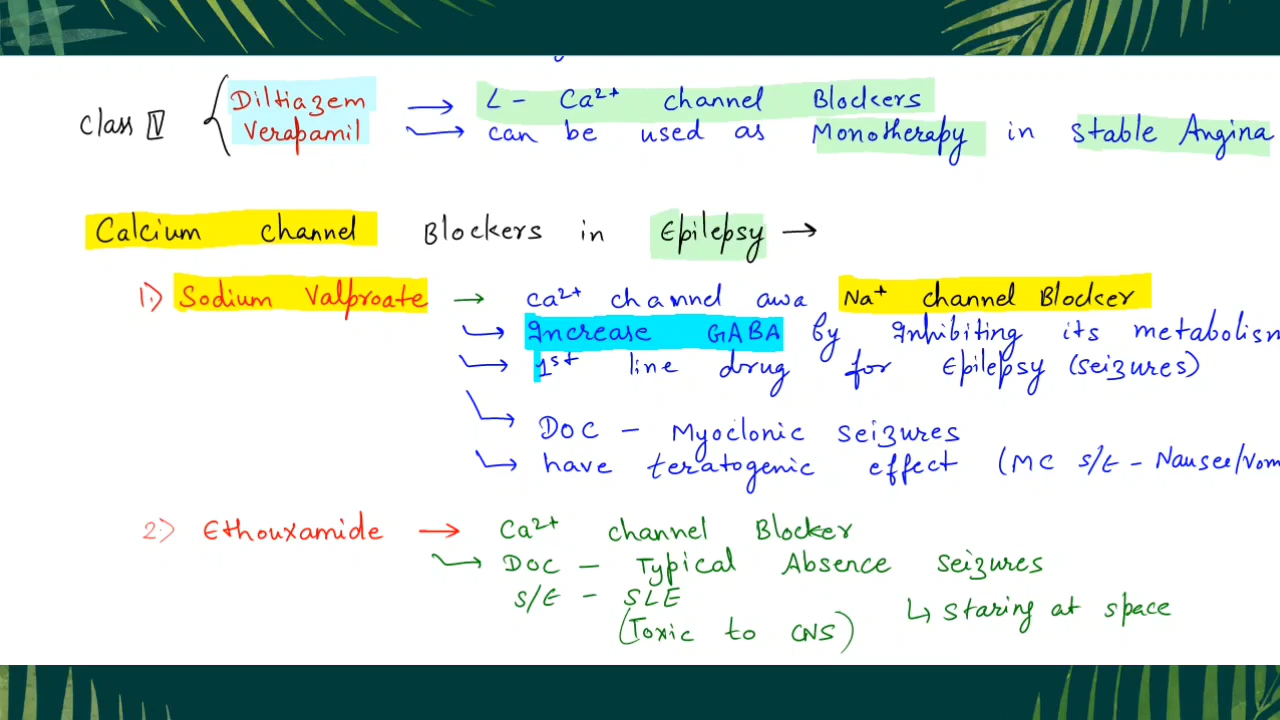 Class IV { Diltiazem → L - Ca²⁺ channel Blockers
Verapamil → can be used as Monotherapy in stable Angina
Calcium channel Blockers in Epilepsy →
1.) Sodium Valproate → Ca²⁺ channel awa Na⁺ channel Blocker
↳ Increase GABA by Inhibiting its metabolism
↳ 1st line drug for Epilepsy (seizures)
↳ DOC - Myoclonic seizures
↳ have teratogenic effect (MC S/E - Nausee/Vom
2.) Ethouxamide → Ca²⁺ channel Blocker
↳ DOC - Typical Absence seizures
S/E - SLE ↳ staring at space
(Toxic to CNS)